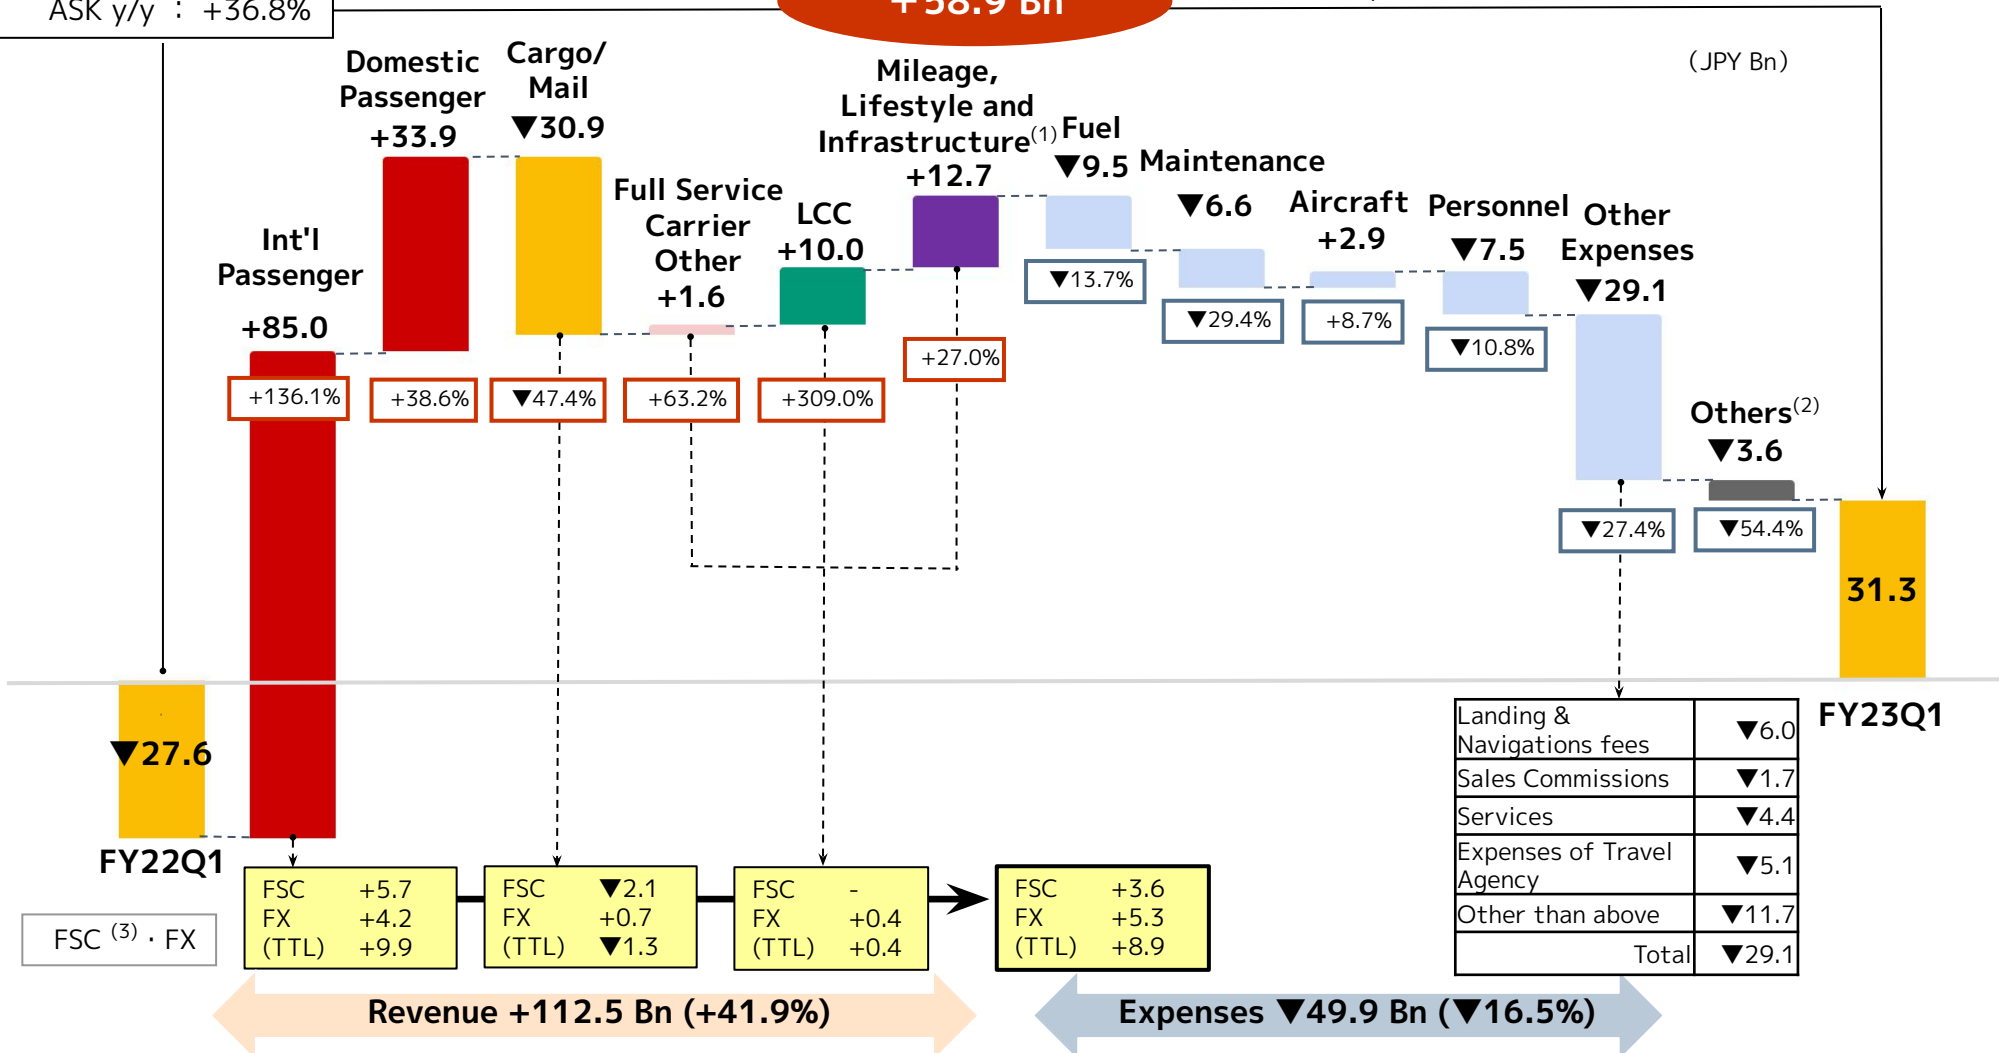 ASK y/y : +36.8%
+58.9 Bn
(JPY Bn)
Int'l
Passenger
+85.0
+136.1%
Domestic
Passenger
+33.9
+38.6%
Cargo/
Mail
▼30.9
▼47.4%
Full Service
Carrier
Other
+1.6
+63.2%
LCC
+10.0
+309.0%
Mileage,
Lifestyle and
Infrastructure(1)
+12.7
+27.0%
Fuel
▼9.5
▼13.7%
Maintenance
▼6.6
▼29.4%
Aircraft
+2.9
+8.7%
Personnel
▼7.5
▼10.8%
Other
Expenses
▼29.1
▼27.4%
Others(2)
▼3.6
▼54.4%
31.3
FY23Q1
▼27.6
FY22Q1
Landing &
Navigations fees ▼6.0
Sales Commissions ▼1.7
Services ▼4.4
Expenses of Travel
Agency ▼5.1
Other than above ▼11.7
Total ▼29.1
FSC (3)・FX
FSC +5.7
FX +4.2
(TTL) +9.9
FSC ▼2.1
FX +0.7
(TTL) ▼1.3
FSC -
FX +0.4
(TTL) +0.4
FSC +3.6
FX +5.3
(TTL) +8.9
Revenue +112.5 Bn (+41.9%)
Expenses ▼49.9 Bn (▼16.5%)